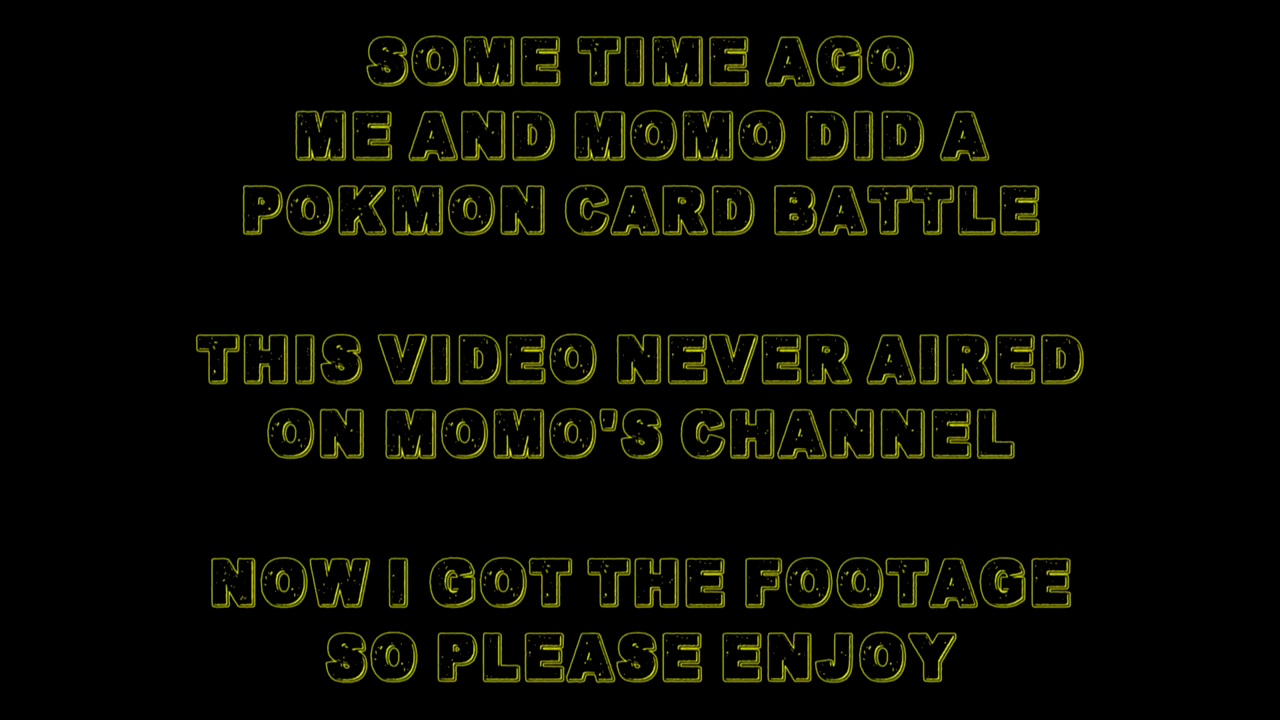 SOME TIME AGO
ME AND MOMO DID A
POKMON CARD BATTLE
THIS VIDEO NEVER AIRED
ON MOMO'S CHANNEL
NOW I GOT THE FOOTAGE
SO PLEASE ENJOY